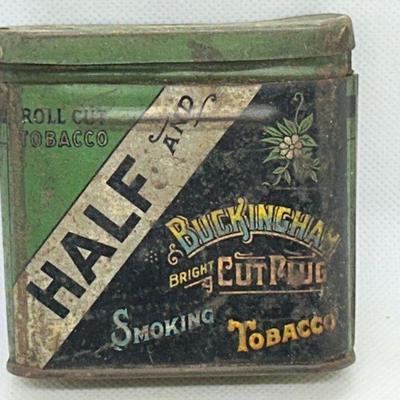 ROLL CUT
TOBACCO
HALF AND
BUCKINGHAM
BRIGHT CUT PLUG
SMOKING TOBACCO